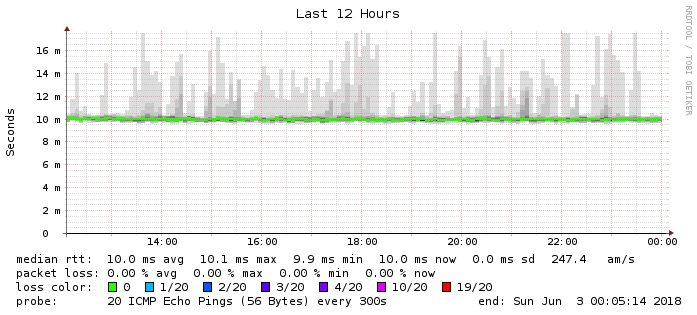 Last 12 Hours
RRDTOOL / TOBI OETIKER
Seconds
16 m
14 m
12 m
10 m
8 m
6 m
4 m
2 m
0
14:00 16:00 18:00 20:00 22:00 00:00
median rtt: 10.0 ms avg 10.1 ms max 9.9 ms min 10.0 ms now 0.0 ms sd 247.4 am/s
packet loss: 0.00 % avg 0.00 % max 0.00 % min 0.00 % now
loss color: 0 1/20 2/20 3/20 4/20 10/20 19/20
probe: 20 ICMP Echo Pings (56 Bytes) every 300s end: Sun Jun 3 00:05:14 2018